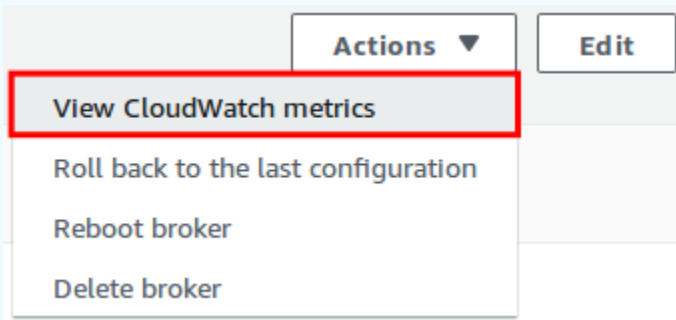 Actions ▼ Edit
View CloudWatch metrics
Roll back to the last configuration
Reboot broker
Delete broker